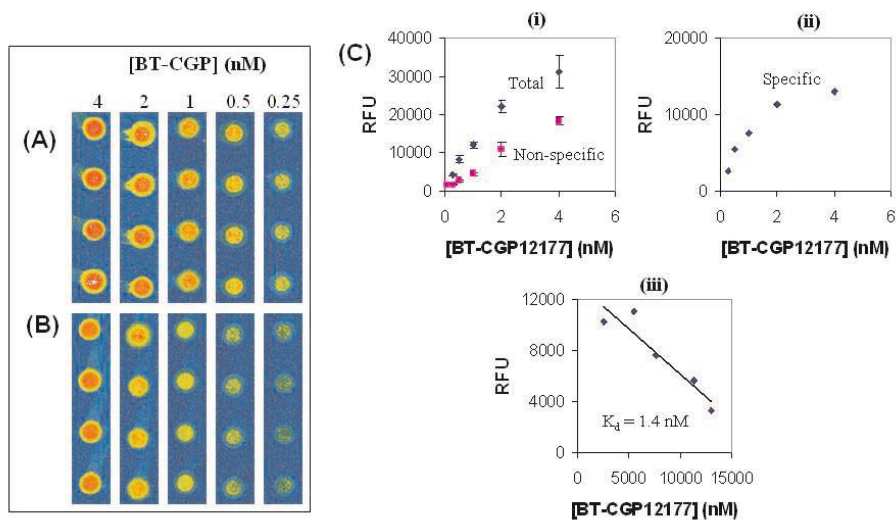 [BT-CGP] (nM)
4 2 1 0.5 0.25
(A)
(B)
(C)
(i)
40000
30000
20000
10000
0
RFU
Total
Non-specific
0 2 4 6
[BT-CGP12177] (nM)
(ii)
20000
10000
0
RFU
Specific
0 2 4 6
[BT-CGP12177] (nM)
(iii)
12000
8000
4000
0
RFU
Kd = 1.4 nM
0 5000 10000 15000
[BT-CGP12177] (nM)